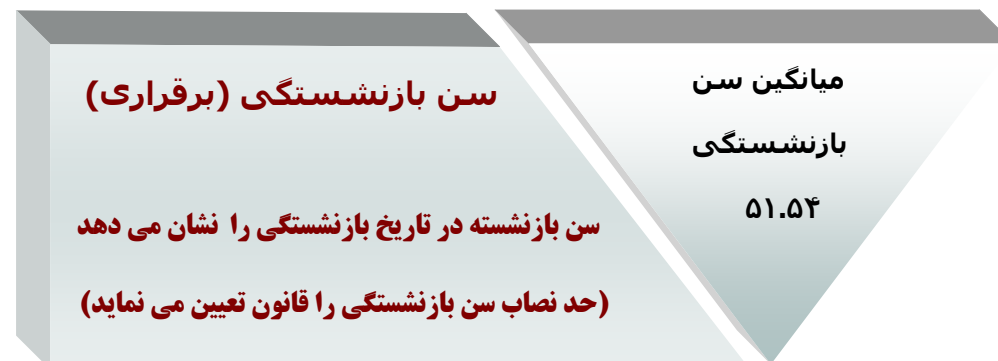 میانگین سن
بازنشستگی
۵۱.۵۴
سن بازنشستگی (برقراری)
سن بازنشسته در تاریخ بازنشستگی را نشان می دهد
(حد نصاب سن بازنشستگی را قانون تعیین می نماید)